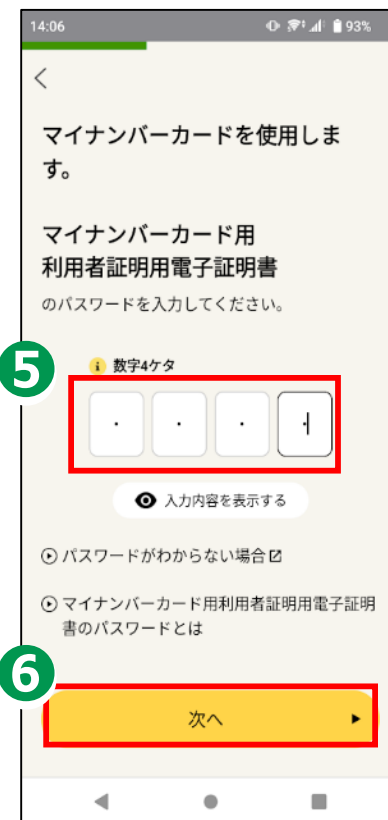 14:06 93%
マイナンバーカードを使用しま
す。
マイナンバーカード用
利用者証明用電子証明書
のパスワードを入力してください。
5
i 数字4ケタ
入力内容を表示する
パスワードがわからない場合
マイナンバーカード用利用者証明用電子証明
書のパスワードとは
6
次へ